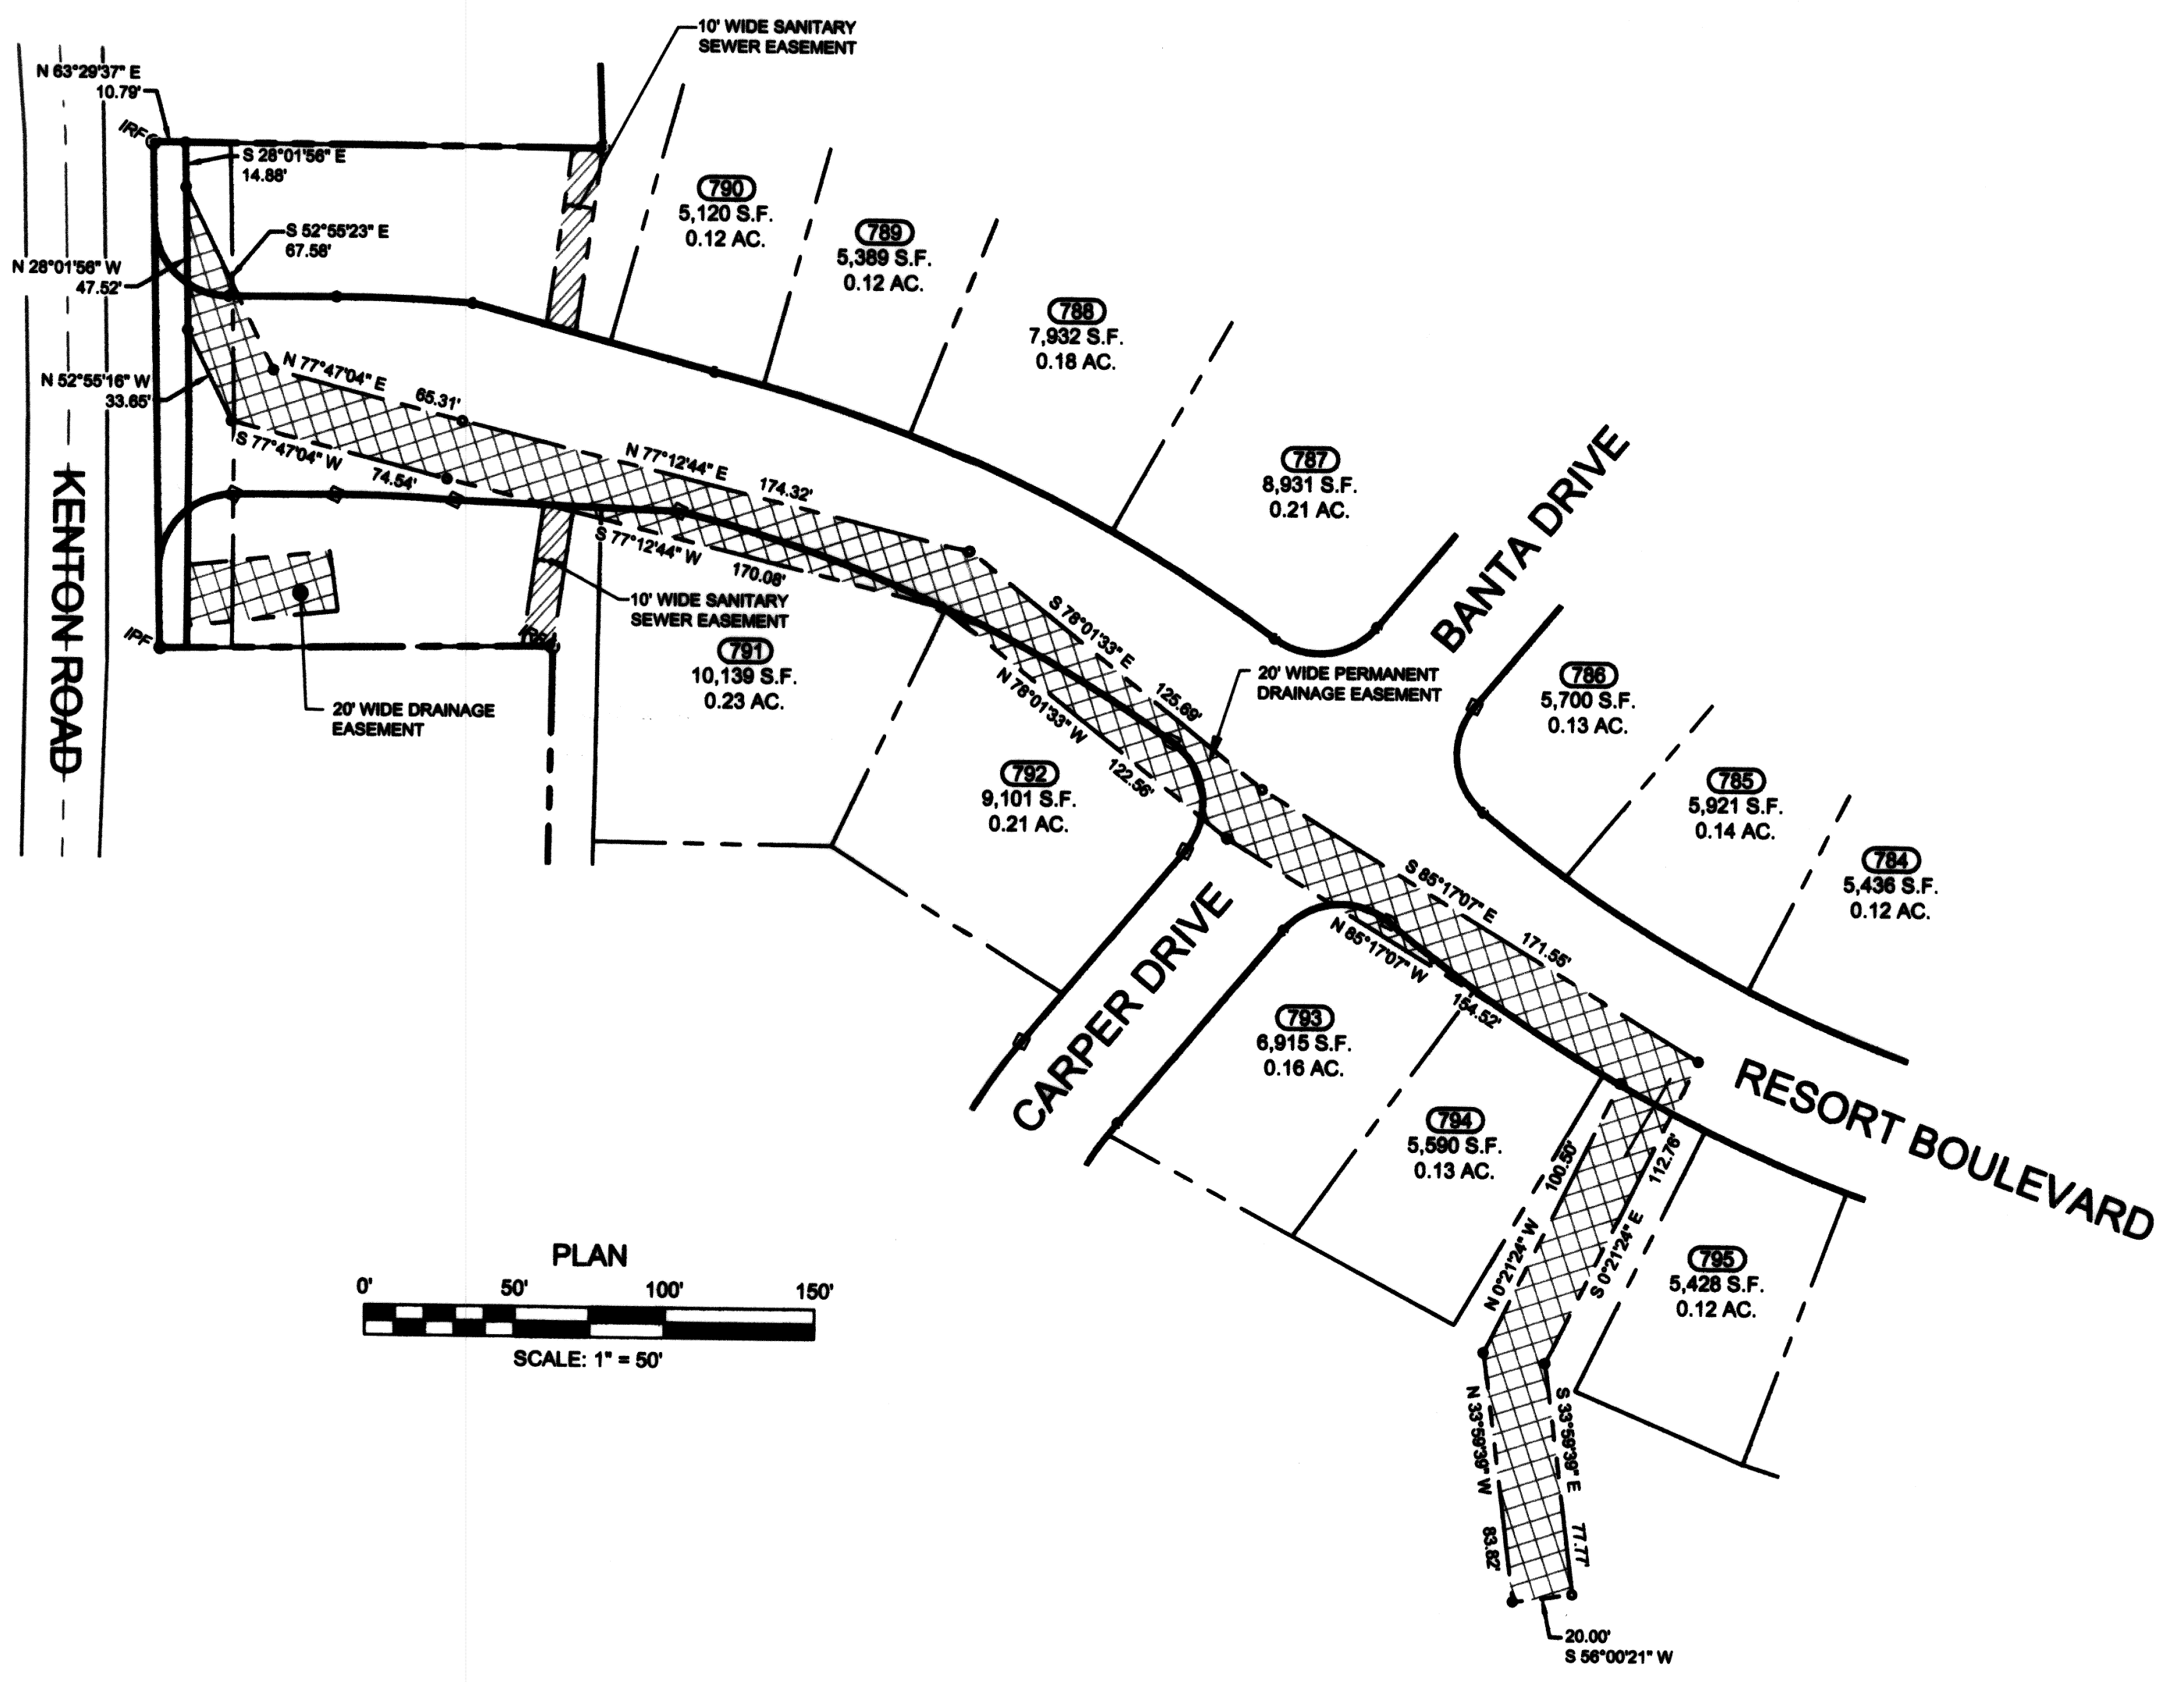 10' WIDE SANITARY
SEWER EASEMENT
N 63°29'37" E
10.79'
IRF
S 28°01'56" E
14.88'
S 52°55'23" E
67.58'
N 28°01'56" W
47.52'
N 52°55'16" W
33.65'
N 77°47'04" E
65.31'
S 77°47'04" W
74.54'
N 77°12'44" E
174.32'
S 77°12'44" W
170.08'
790
5,120 S.F.
0.12 AC.
789
5,389 S.F.
0.12 AC.
788
7,932 S.F.
0.18 AC.
787
8,931 S.F.
0.21 AC.
BANTA DRIVE
KENTON ROAD
IPF
20' WIDE DRAINAGE
EASEMENT
10' WIDE SANITARY
SEWER EASEMENT
791
10,139 S.F.
0.23 AC.
S 78°01'33" E
125.69'
N 78°01'33" W
122.56'
20' WIDE PERMANENT
DRAINAGE EASEMENT
786
5,700 S.F.
0.13 AC.
785
5,921 S.F.
0.14 AC.
784
5,436 S.F.
0.12 AC.
792
9,101 S.F.
0.21 AC.
S 85°17'07" E
171.55'
N 85°17'07" W
154.52'
CARPER DRIVE
793
6,915 S.F.
0.16 AC.
794
5,590 S.F.
0.13 AC.
RESORT BOULEVARD
100.50'
N 0°21'24" W
112.76'
S 0°21'24" E
795
5,428 S.F.
0.12 AC.
PLAN
0' 50' 100' 150'
SCALE: 1" = 50'
N 33°59'39" W
83.82'
S 33°59'39" E
77.77'
20.00'
S 56°00'21" W